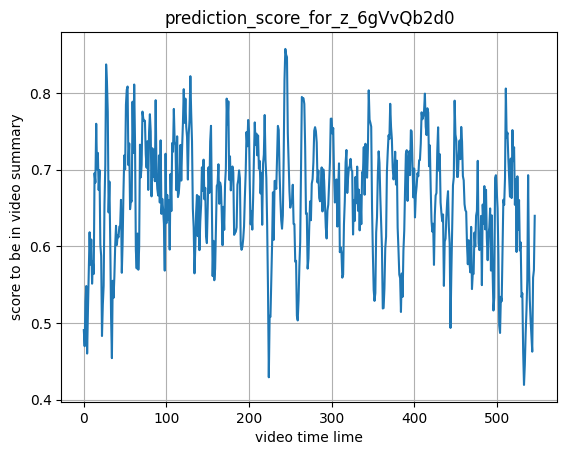 prediction_score_for_z_6gVvQb2d0
score to be in video summary
0.8
0.7
0.6
0.5
0.4
0 100 200 300 400 500
video time lime